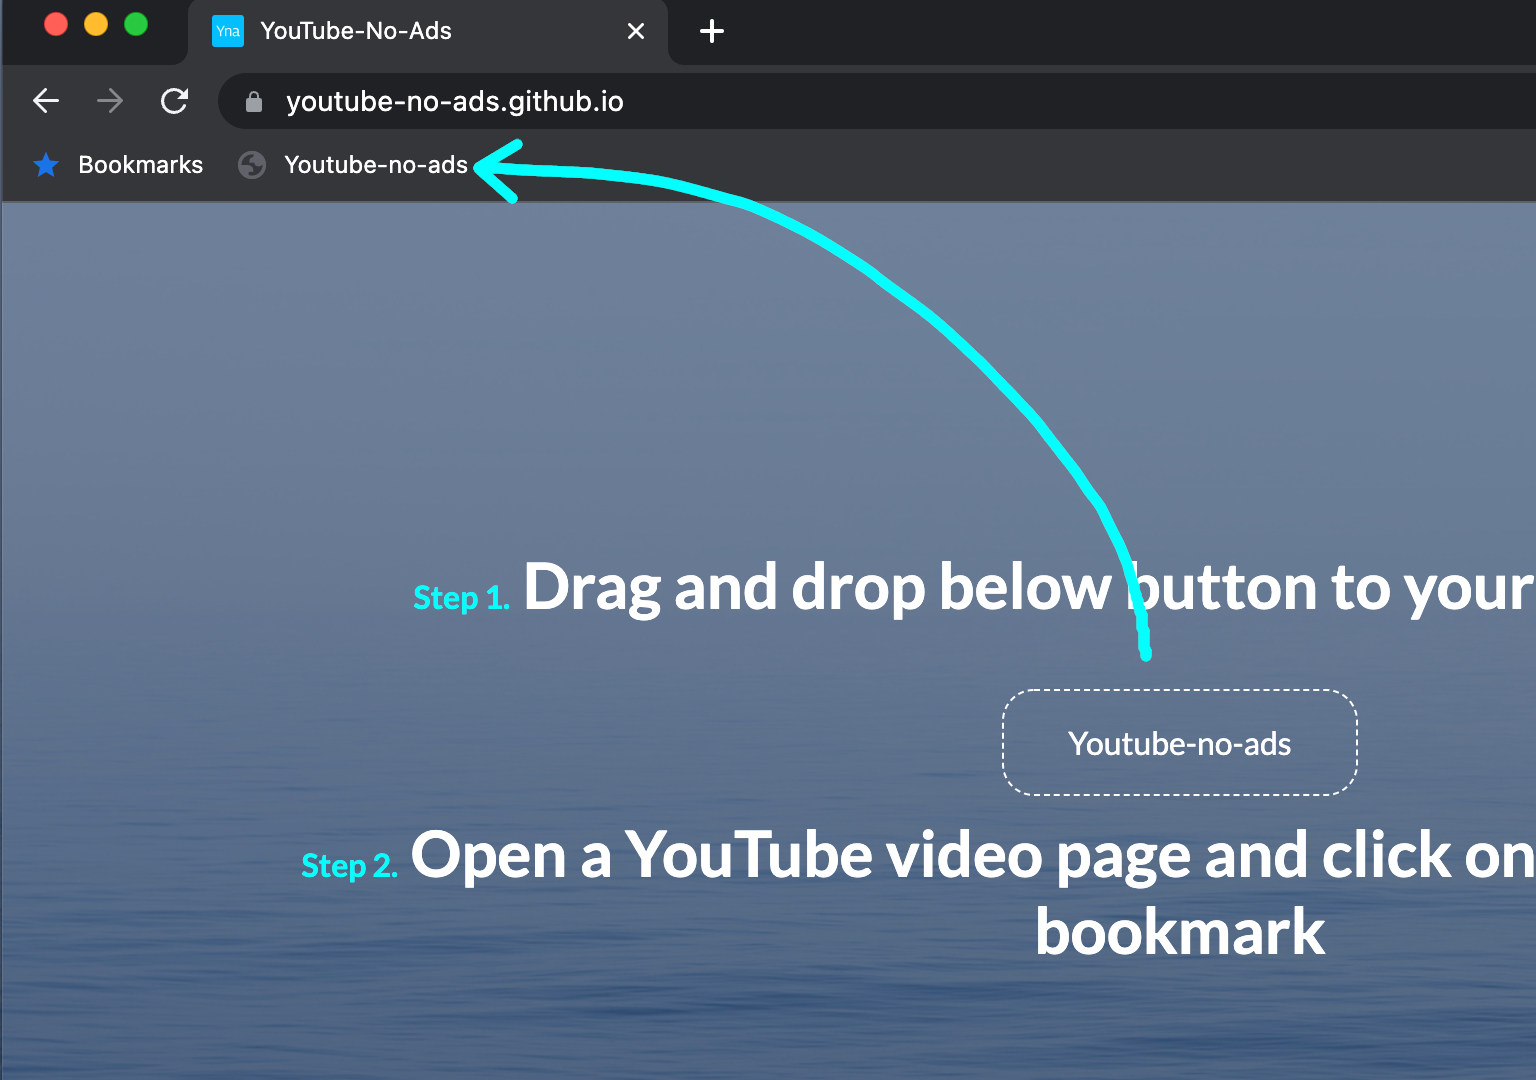 Yna YouTube-No-Ads
youtube-no-ads.github.io
Bookmarks Youtube-no-ads
Step 1. Drag and drop below button to your
Youtube-no-ads
Step 2. Open a YouTube video page and click on
bookmark